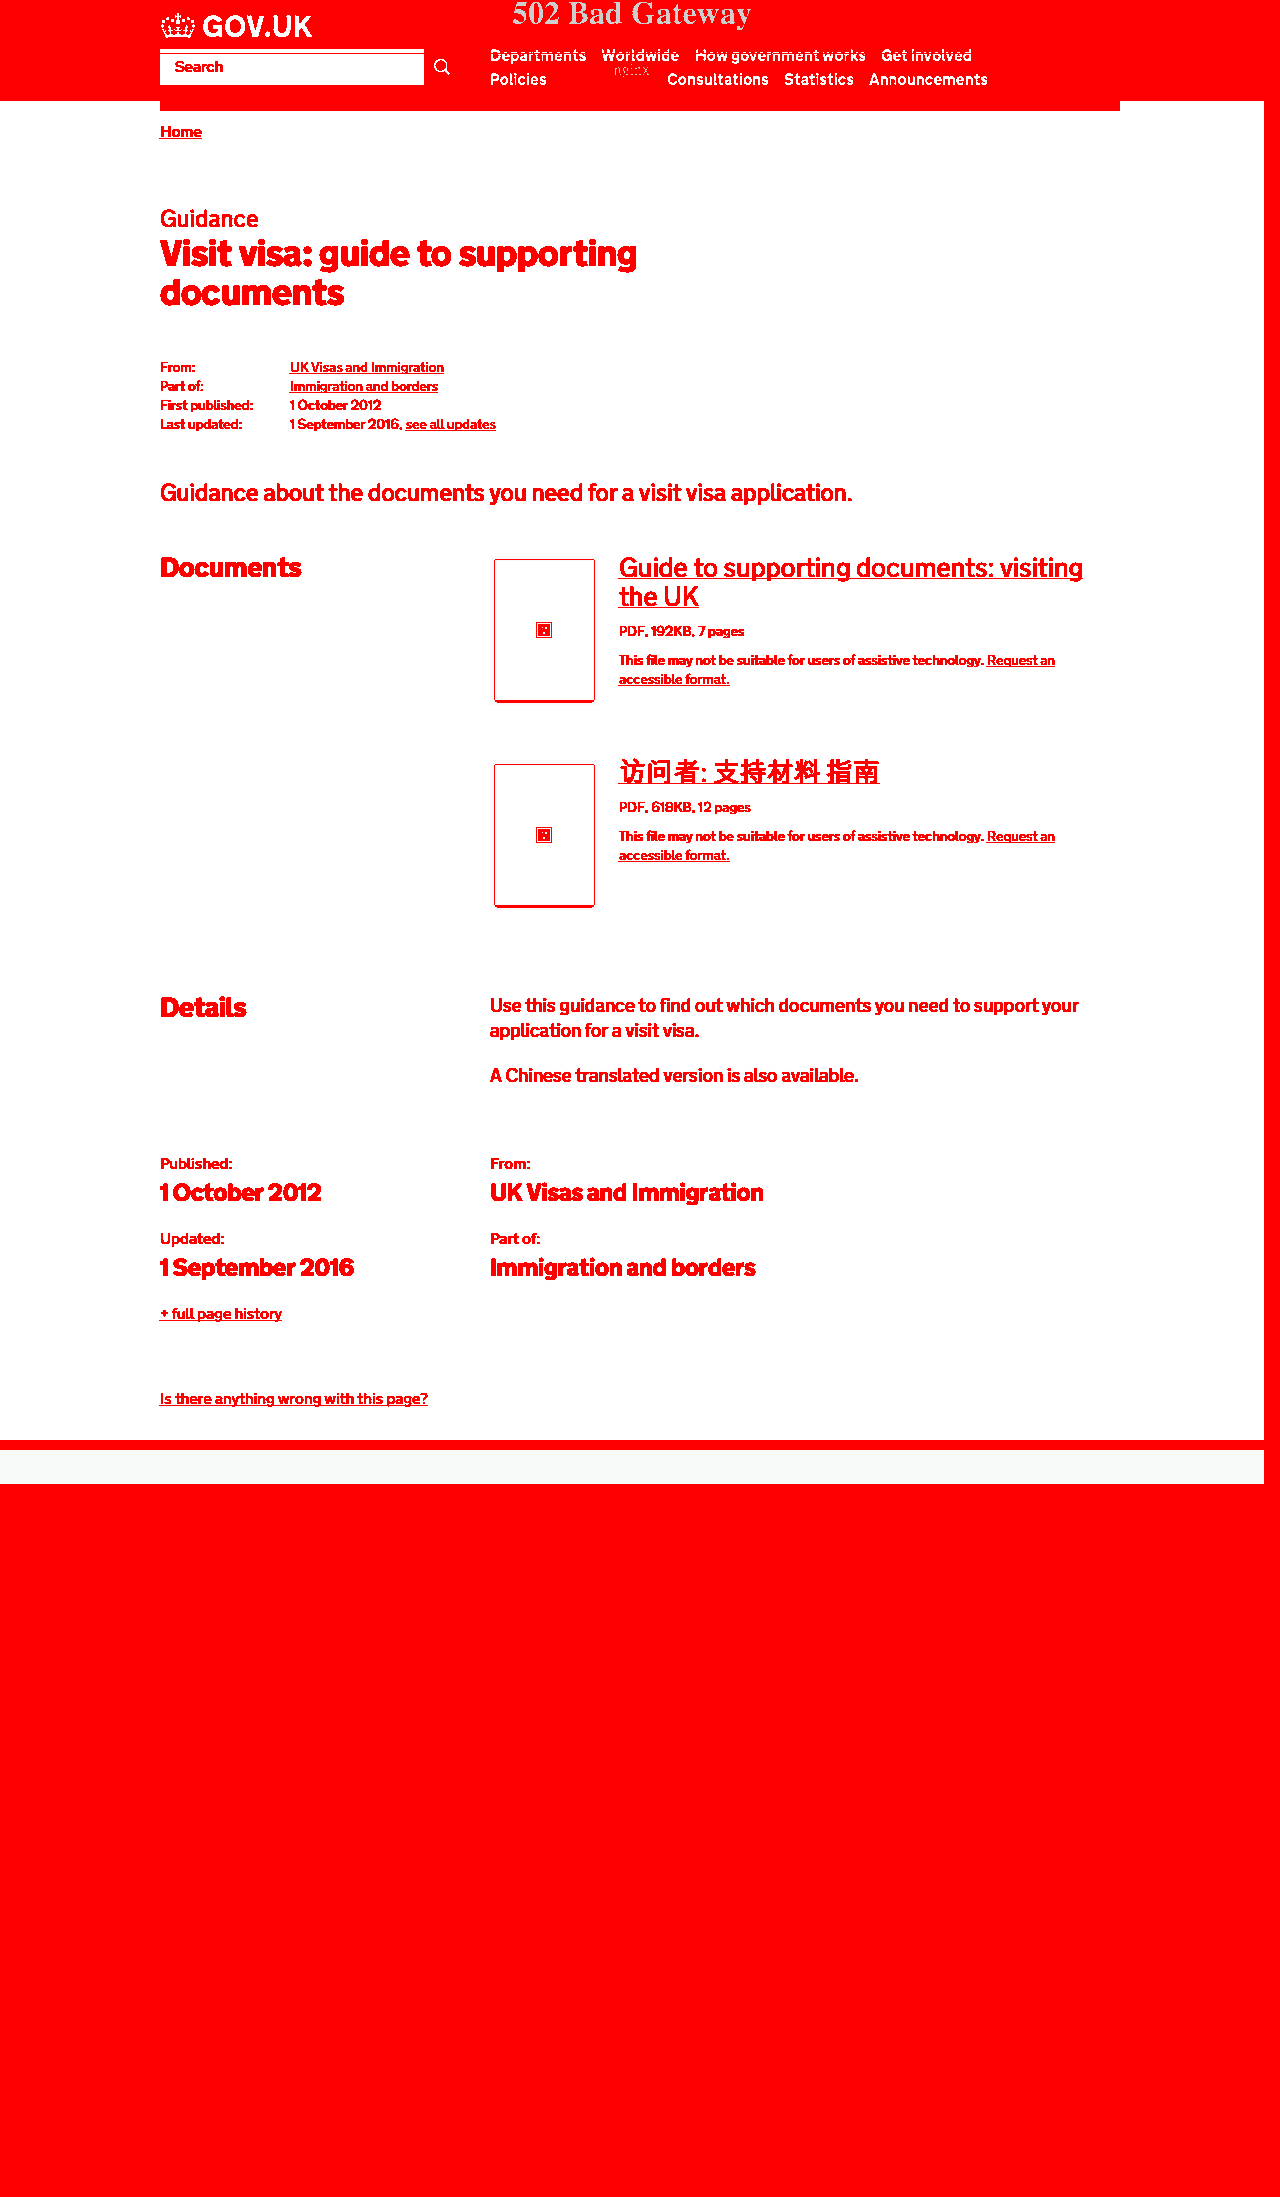 GOV.UK
502 Bad Gateway
Search
Departments Worldwide How government works Get involved
nginx
Policies Consultations Statistics Announcements
Home
Guidance
Visit visa: guide to supporting
documents
From: UK Visas and Immigration
Part of: Immigration and borders
First published: 1 October 2012
Last updated: 1 September 2016, see all updates
Guidance about the documents you need for a visit visa application.
Documents
Guide to supporting documents: visiting
the UK
PDF, 192KB, 7 pages
This file may not be suitable for users of assistive technology. Request an
accessible format.
访问者: 支持材料 指南
PDF, 618KB, 12 pages
This file may not be suitable for users of assistive technology. Request an
accessible format.
Details
Use this guidance to find out which documents you need to support your
application for a visit visa.
A Chinese translated version is also available.
Published: From:
1 October 2012 UK Visas and Immigration
Updated: Part of:
1 September 2016 Immigration and borders
+ full page history
Is there anything wrong with this page?